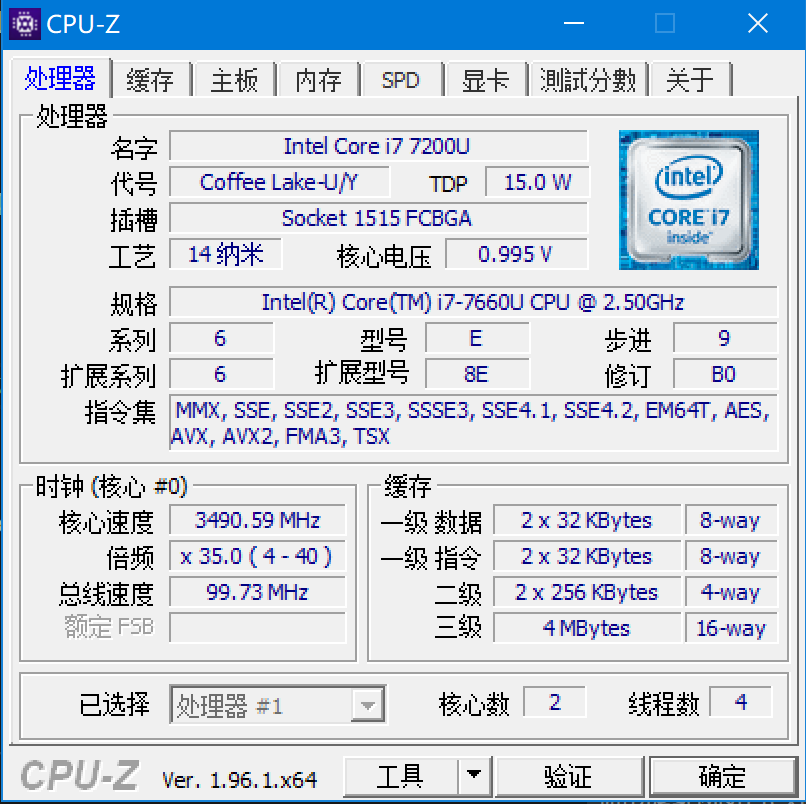 CPU-Z
处理器 缓存 主板 内存 SPD 显卡 測試分數 关于
处理器
名字 Intel Core i7 7200U
代号 Coffee Lake-U/Y TDP 15.0 W
插槽 Socket 1515 FCBGA
工艺 14 纳米 核心电压 0.995 V
intel CORE i7 inside
规格 Intel(R) Core(TM) i7-7660U CPU @ 2.50GHz
系列 6 型号 E 步进 9
扩展系列 6 扩展型号 8E 修订 B0
指令集 MMX, SSE, SSE2, SSE3, SSSE3, SSE4.1, SSE4.2, EM64T, AES,
AVX, AVX2, FMA3, TSX
时钟 (核心 #0)
核心速度 3490.59 MHz
倍频 x 35.0 ( 4 - 40 )
总线速度 99.73 MHz
额定 FSB
缓存
一级 数据 2 x 32 KBytes 8-way
一级 指令 2 x 32 KBytes 8-way
二级 2 x 256 KBytes 4-way
三级 4 MBytes 16-way
已选择 处理器 #1 核心数 2 线程数 4
CPU-Z Ver. 1.96.1.x64 工具 验证 确定